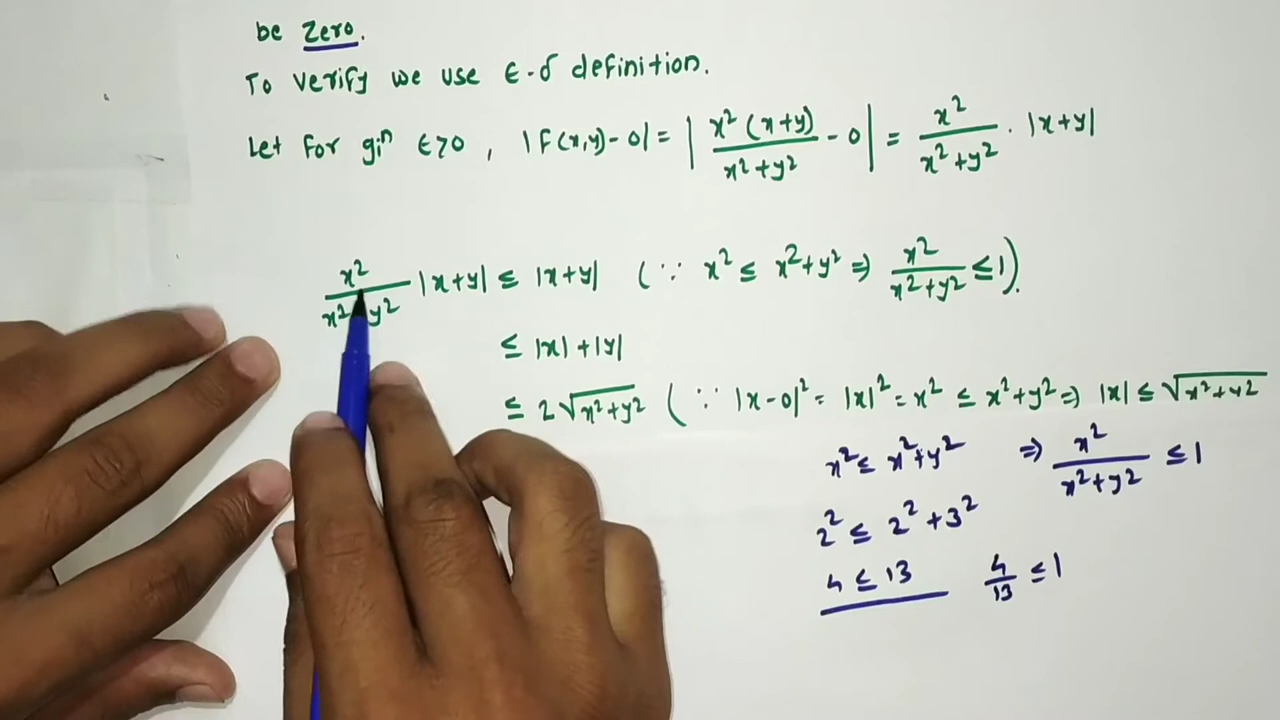 be Zero.
To verify we use ε-δ definition.
Let for giⁿ ε>0, |F(x,y)-0| = | x²(x+y)/x²+y² - 0 | = x²/x²+y² · |x+y|
x²/x²+y² |x+y| ≤ |x+y| (∵ x² ≤ x²+y² ⇒ x²/x²+y² ≤ 1).
≤ |x|+|y|
≤ 2√x²+y² (∵ |x-0|² = |x|² = x² ≤ x²+y² ⇒ |x| ≤ √x²+y²
x² ≤ x²+y² ⇒ x²/x²+y² ≤ 1
2² ≤ 2²+3²
4 ≤ 13 4/13 ≤ 1